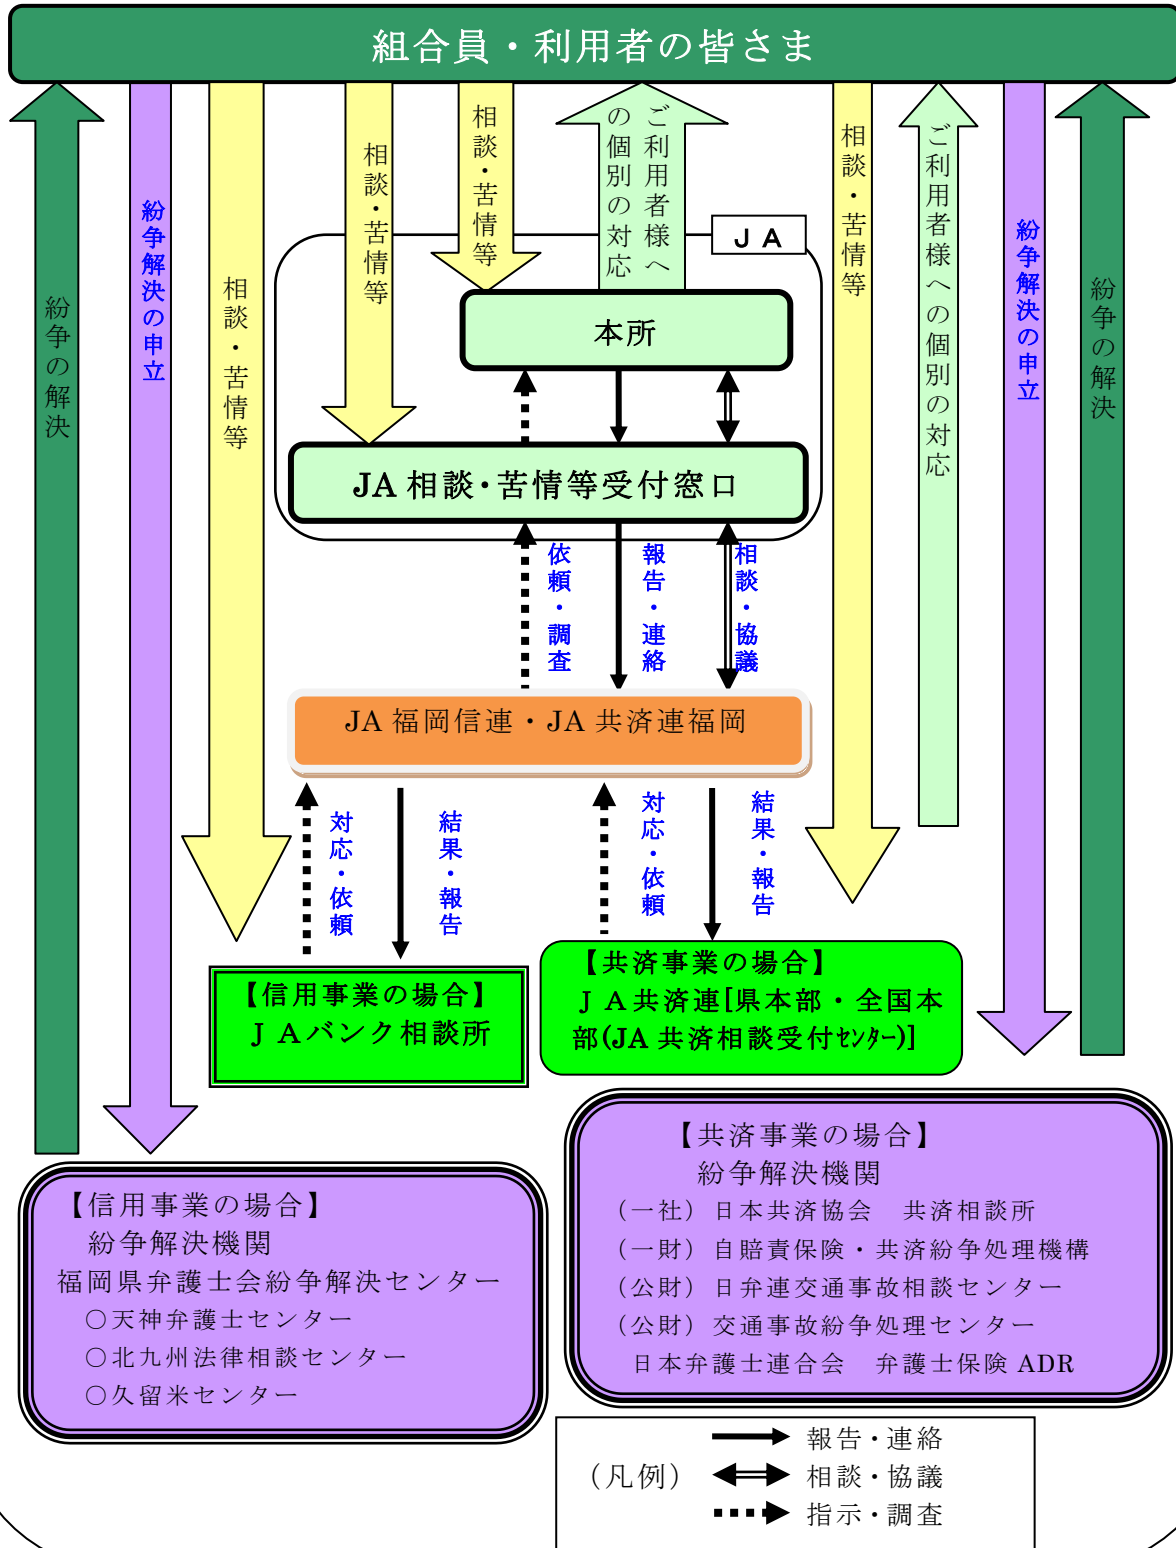 組合員・利用者の皆さま
紛争の解決
紛争解決の申立
相談・苦情等
相談・苦情等
相談・苦情等
ご利用者様へ
の個別の対応
相談・苦情等
ご利用者様への個別の対応
紛争解決の申立
紛争の解決
ＪＡ
本所
JA 相談・苦情等受付窓口
依頼・調査
報告・連絡
相談・協議
JA 福岡信連・JA 共済連福岡
対応・依頼
結果・報告
対応・依頼
結果・報告
【信用事業の場合】
ＪＡバンク相談所
【共済事業の場合】
ＪＡ共済連[県本部・全国本
部(JA 共済相談受付ｾﾝﾀｰ)]
【信用事業の場合】
紛争解決機関
福岡県弁護士会紛争解決センター
○天神弁護士センター
○北九州法律相談センター
○久留米センター
【共済事業の場合】
紛争解決機関
（一社）日本共済協会　共済相談所
（一財）自賠責保険・共済紛争処理機構
（公財）日弁連交通事故相談センター
（公財）交通事故紛争処理センター
日本弁護士連合会　弁護士保険 ADR
（凡例）
報告・連絡
相談・協議
指示・調査